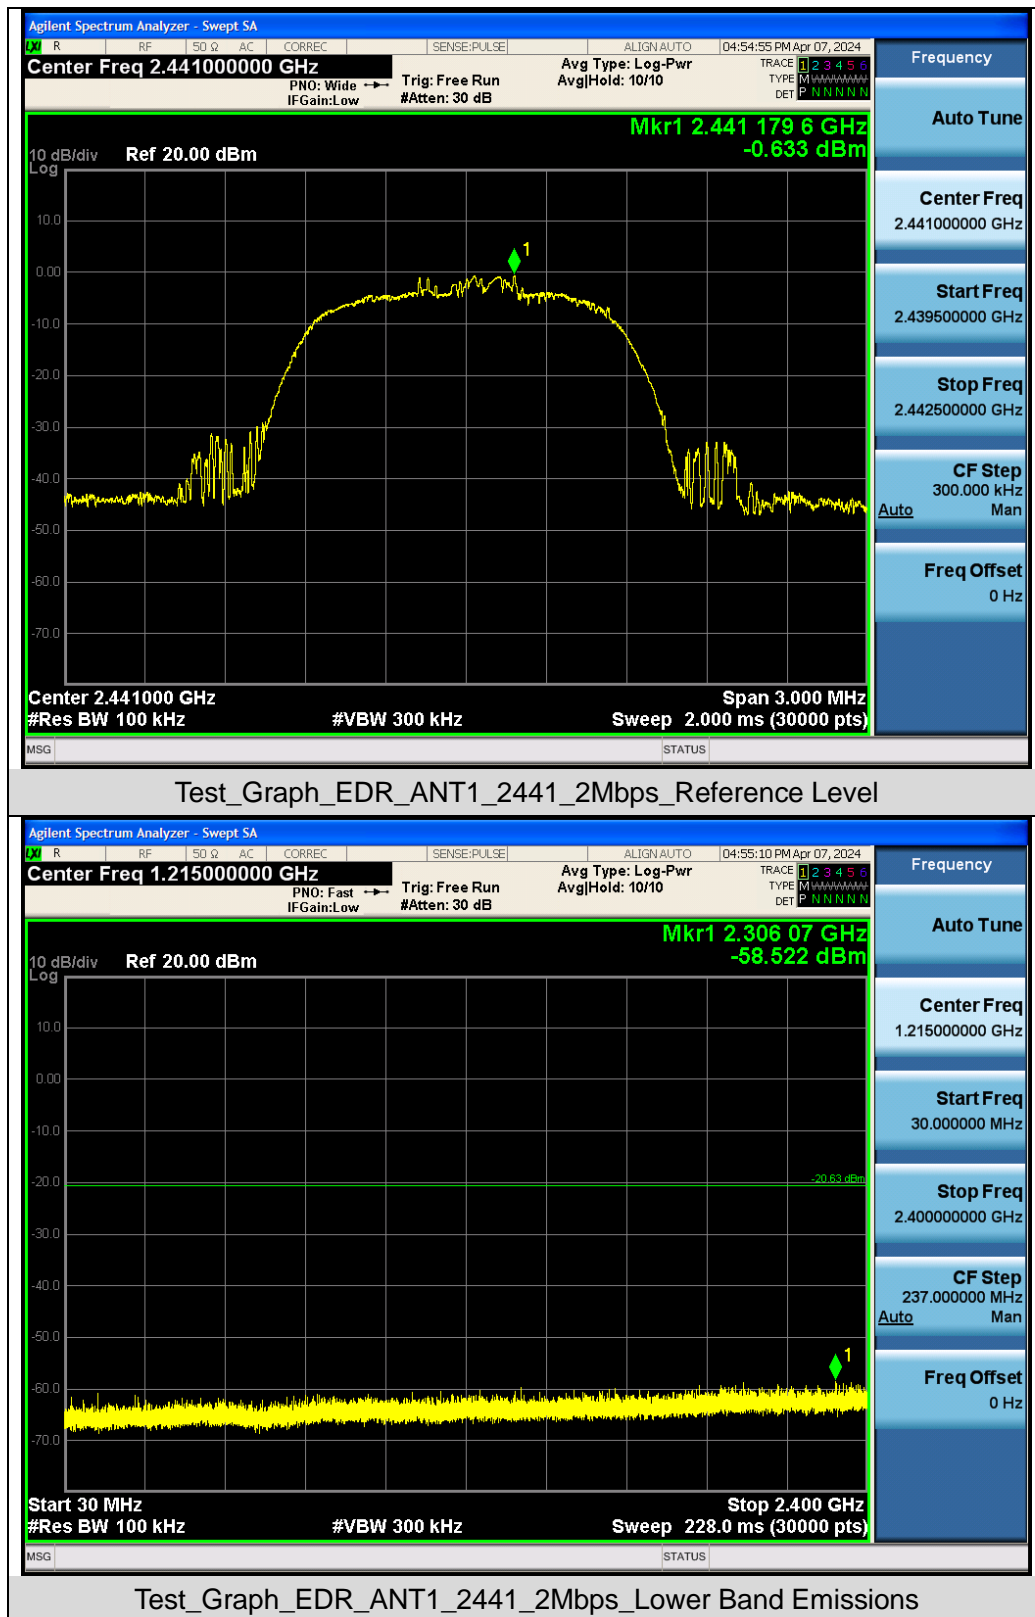 Agilent Spectrum Analyzer - Swept SA
LXI R RF 50 Ω AC CORREC SENSE:PULSE ALIGN AUTO 04:54:55 PM Apr 07, 2024
Center Freq 2.441000000 GHz
PNO: Wide
IFGain:Low
Trig: Free Run
#Atten: 30 dB
Avg Type: Log-Pwr
Avg|Hold: 10/10
TRACE 1 2 3 4 5 6
TYPE M
DET P N N N N N
Mkr1 2.441 179 6 GHz
-0.633 dBm
10 dB/div Ref 20.00 dBm
Log
10.0
0.00
1
-10.0
-20.0
-30.0
-40.0
-50.0
-60.0
-70.0
Center 2.441000 GHz Span 3.000 MHz
#Res BW 100 kHz #VBW 300 kHz Sweep 2.000 ms (30000 pts)
MSG STATUS
Frequency
Auto Tune
Center Freq
2.441000000 GHz
Start Freq
2.439500000 GHz
Stop Freq
2.442500000 GHz
CF Step
300.000 kHz
Auto Man
Freq Offset
0 Hz
Test_Graph_EDR_ANT1_2441_2Mbps_Reference Level
Agilent Spectrum Analyzer - Swept SA
LXI R RF 50 Ω AC CORREC SENSE:PULSE ALIGN AUTO 04:55:10 PM Apr 07, 2024
Center Freq 1.215000000 GHz
PNO: Fast
IFGain:Low
Trig: Free Run
#Atten: 30 dB
Avg Type: Log-Pwr
Avg|Hold: 10/10
TRACE 1 2 3 4 5 6
TYPE M
DET P N N N N N
Mkr1 2.306 07 GHz
-58.522 dBm
10 dB/div Ref 20.00 dBm
Log
10.0
0.00
-10.0
-20.0
-20.63 dBm
-30.0
-40.0
-50.0
1
-60.0
-70.0
Start 30 MHz Stop 2.400 GHz
#Res BW 100 kHz #VBW 300 kHz Sweep 228.0 ms (30000 pts)
MSG STATUS
Frequency
Auto Tune
Center Freq
1.215000000 GHz
Start Freq
30.000000 MHz
Stop Freq
2.400000000 GHz
CF Step
237.000000 MHz
Auto Man
Freq Offset
0 Hz
Test_Graph_EDR_ANT1_2441_2Mbps_Lower Band Emissions